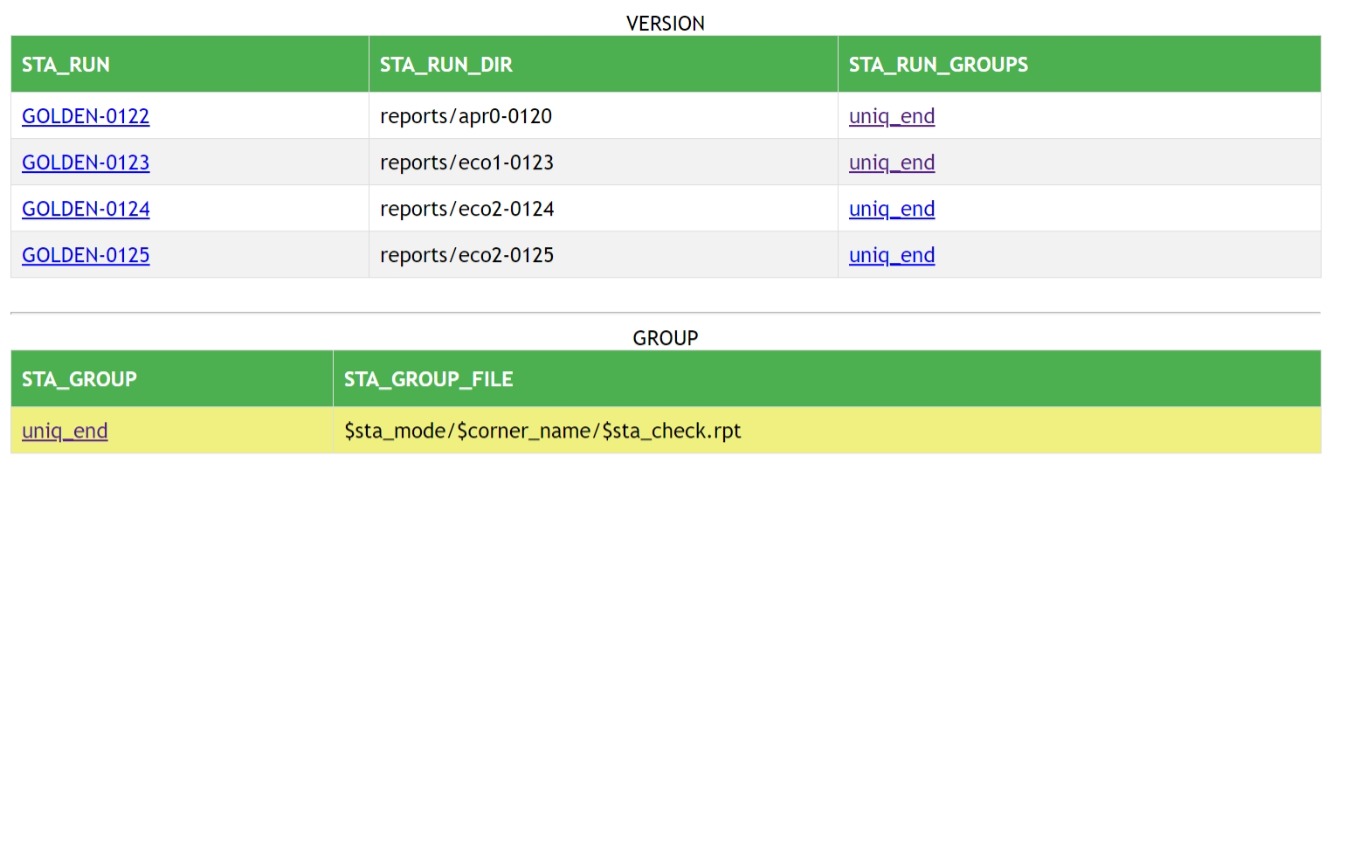 VERSION
STA_RUN STA_RUN_DIR STA_RUN_GROUPS
GOLDEN-0122 reports/apr0-0120 uniq_end
GOLDEN-0123 reports/eco1-0123 uniq_end
GOLDEN-0124 reports/eco2-0124 uniq_end
GOLDEN-0125 reports/eco2-0125 uniq_end
GROUP
STA_GROUP STA_GROUP_FILE
uniq_end $sta_mode/$corner_name/$sta_check.rpt